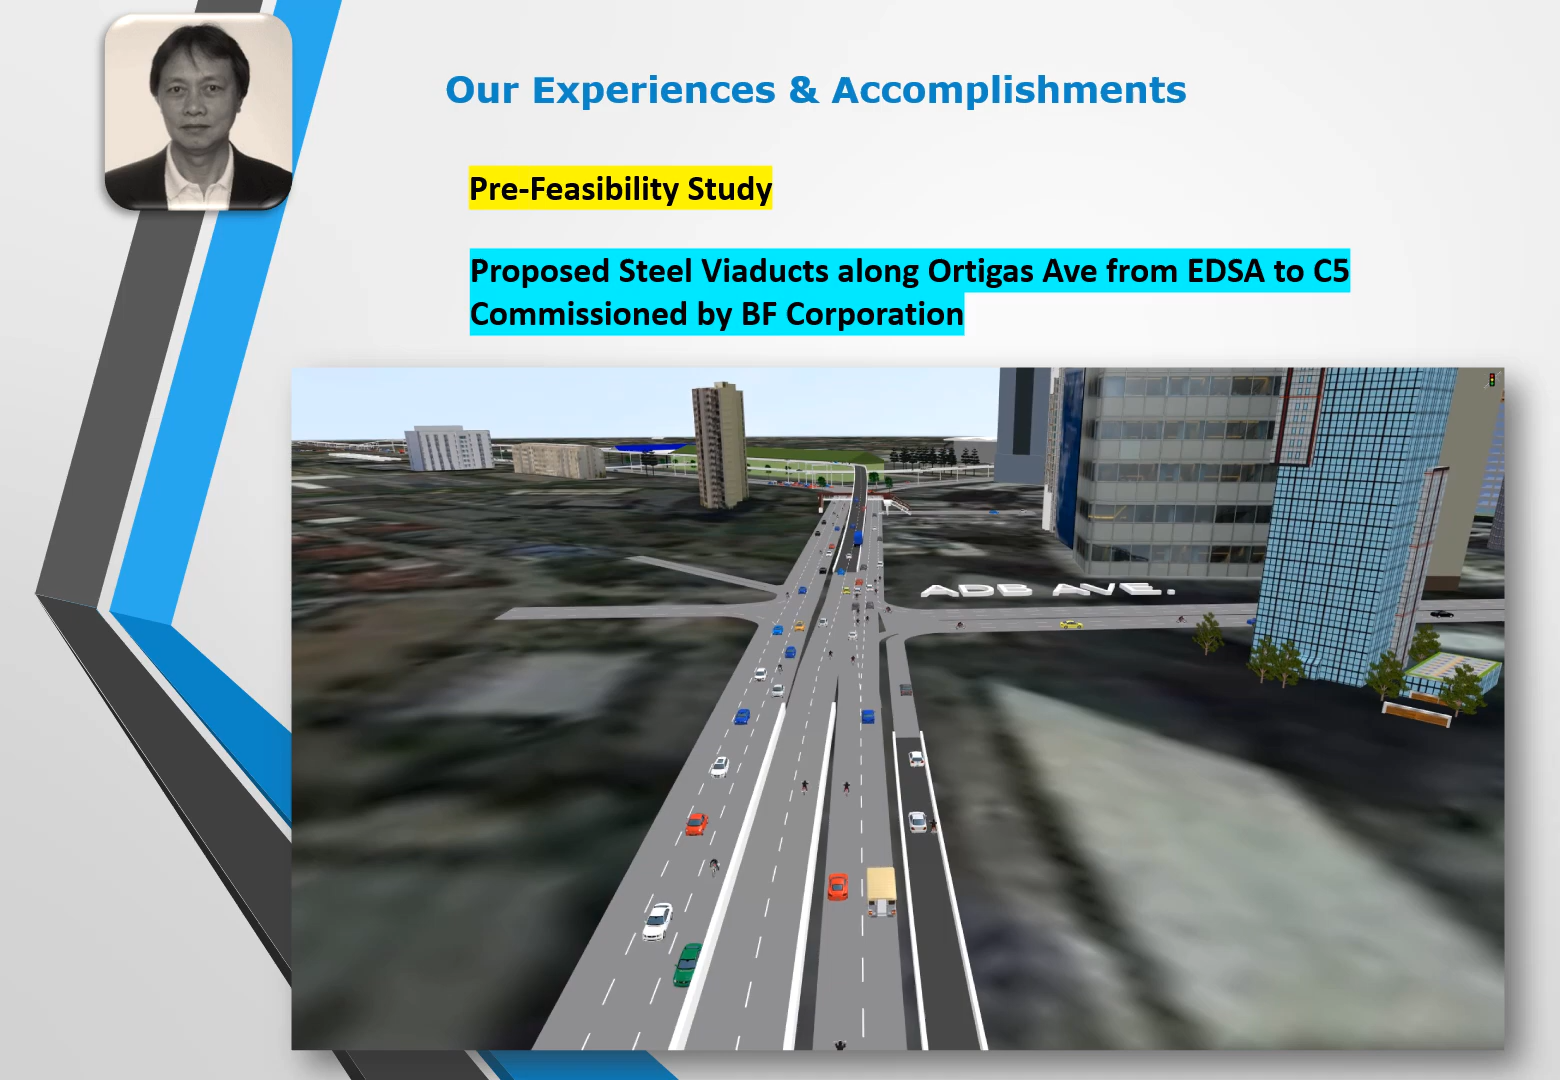 Our Experiences & Accomplishments
Pre-Feasibility Study
Proposed Steel Viaducts along Ortigas Ave from EDSA to C5
Commissioned by BF Corporation
ADB AVE.